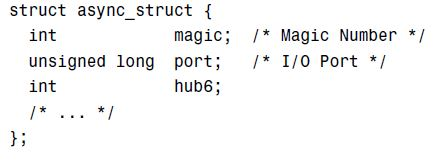 struct async_struct {
  int            magic;  /* Magic Number */
  unsigned long  port;   /* I/O Port */
  int            hub6;
  /* ... */
};